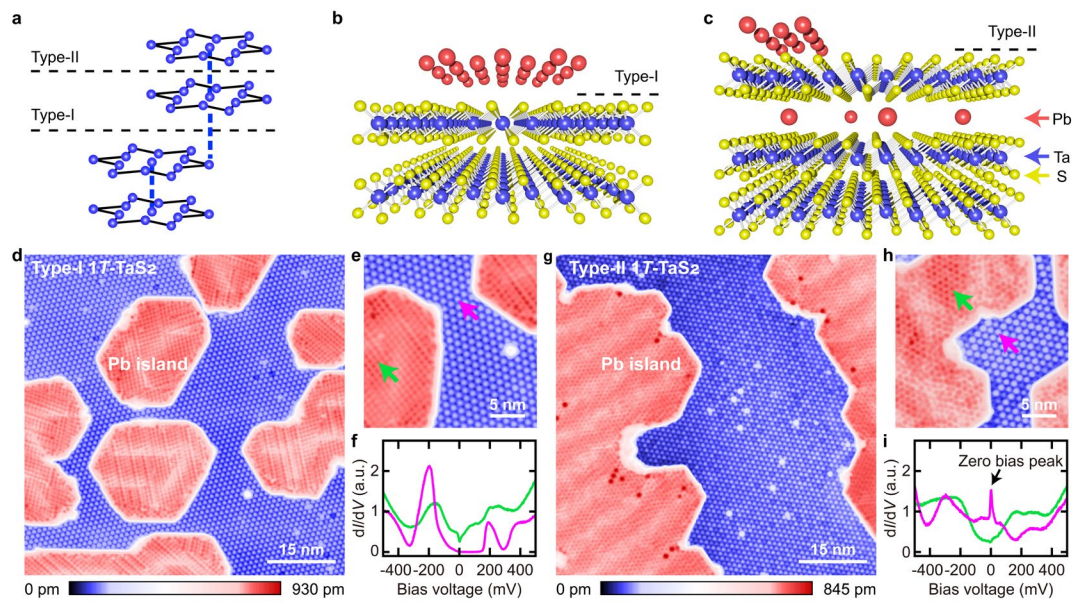 a
Type-II
Type-I
b
Type-I
c
Type-II
Pb
Ta
S
d
Type-I 1T-TaS2
Pb island
15 nm
0 pm
930 pm
e
5 nm
f
dI/dV (a.u.)
2
1
0
-400 -200 0 200 400
Bias voltage (mV)
g
Type-II 1T-TaS2
Pb island
15 nm
0 pm
845 pm
h
5 nm
i
Zero bias peak
dI/dV (a.u.)
2
1
0
-400 -200 0 200 400
Bias voltage (mV)